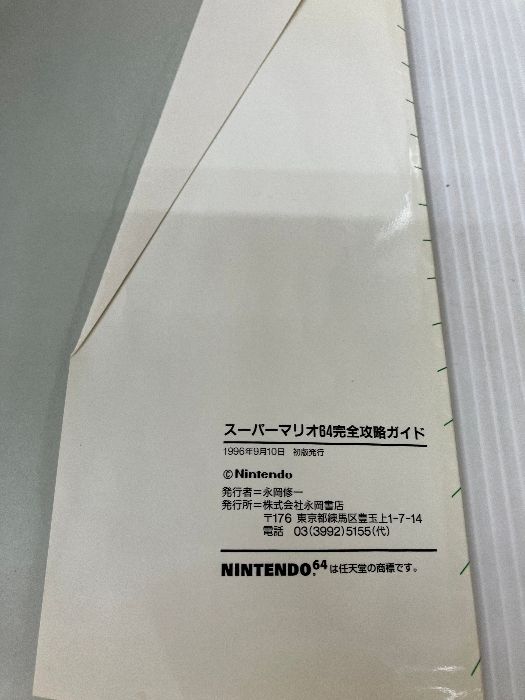 スーパーマリオ64完全攻略ガイド
1996年9月10日 初版発行
©Nintendo
発行者=永岡修一
発行所=株式会社永岡書店
〒176 東京都練馬区豊玉上1-7-14
電話 03(3992)5155(代)
NINTENDO64は任天堂の商標です。